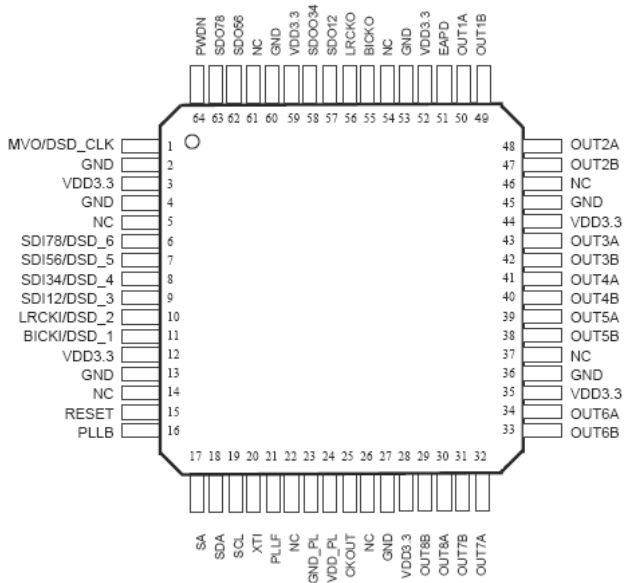 PWDN SDO78 SDO56 NC GND VDD3.3 SDOO34 SDO12 LRCKO BICKO NC GND VDD3.3 EAPD OUT1A OUT1B
64 63 62 61 60 59 58 57 56 55 54 53 52 51 50 49
MVO/DSD_CLK 1 48 OUT2A
GND 2 47 OUT2B
VDD3.3 3 46 NC
GND 4 45 GND
NC 5 44 VDD3.3
SDI78/DSD_6 6 43 OUT3A
SDI56/DSD_5 7 42 OUT3B
SDI34/DSD_4 8 41 OUT4A
SDI12/DSD_3 9 40 OUT4B
LRCKI/DSD_2 10 39 OUT5A
BICKI/DSD_1 11 38 OUT5B
VDD3.3 12 37 NC
GND 13 36 GND
NC 14 35 VDD3.3
RESET 15 34 OUT6A
PLLB 16 33 OUT6B
17 18 19 20 21 22 23 24 25 26 27 28 29 30 31 32
SA SDA SCL XTI PLLF NC GND_PL VDD_PL CKOUT NC GND VDD3.3 OUT8B OUT8A OUT7B OUT7A